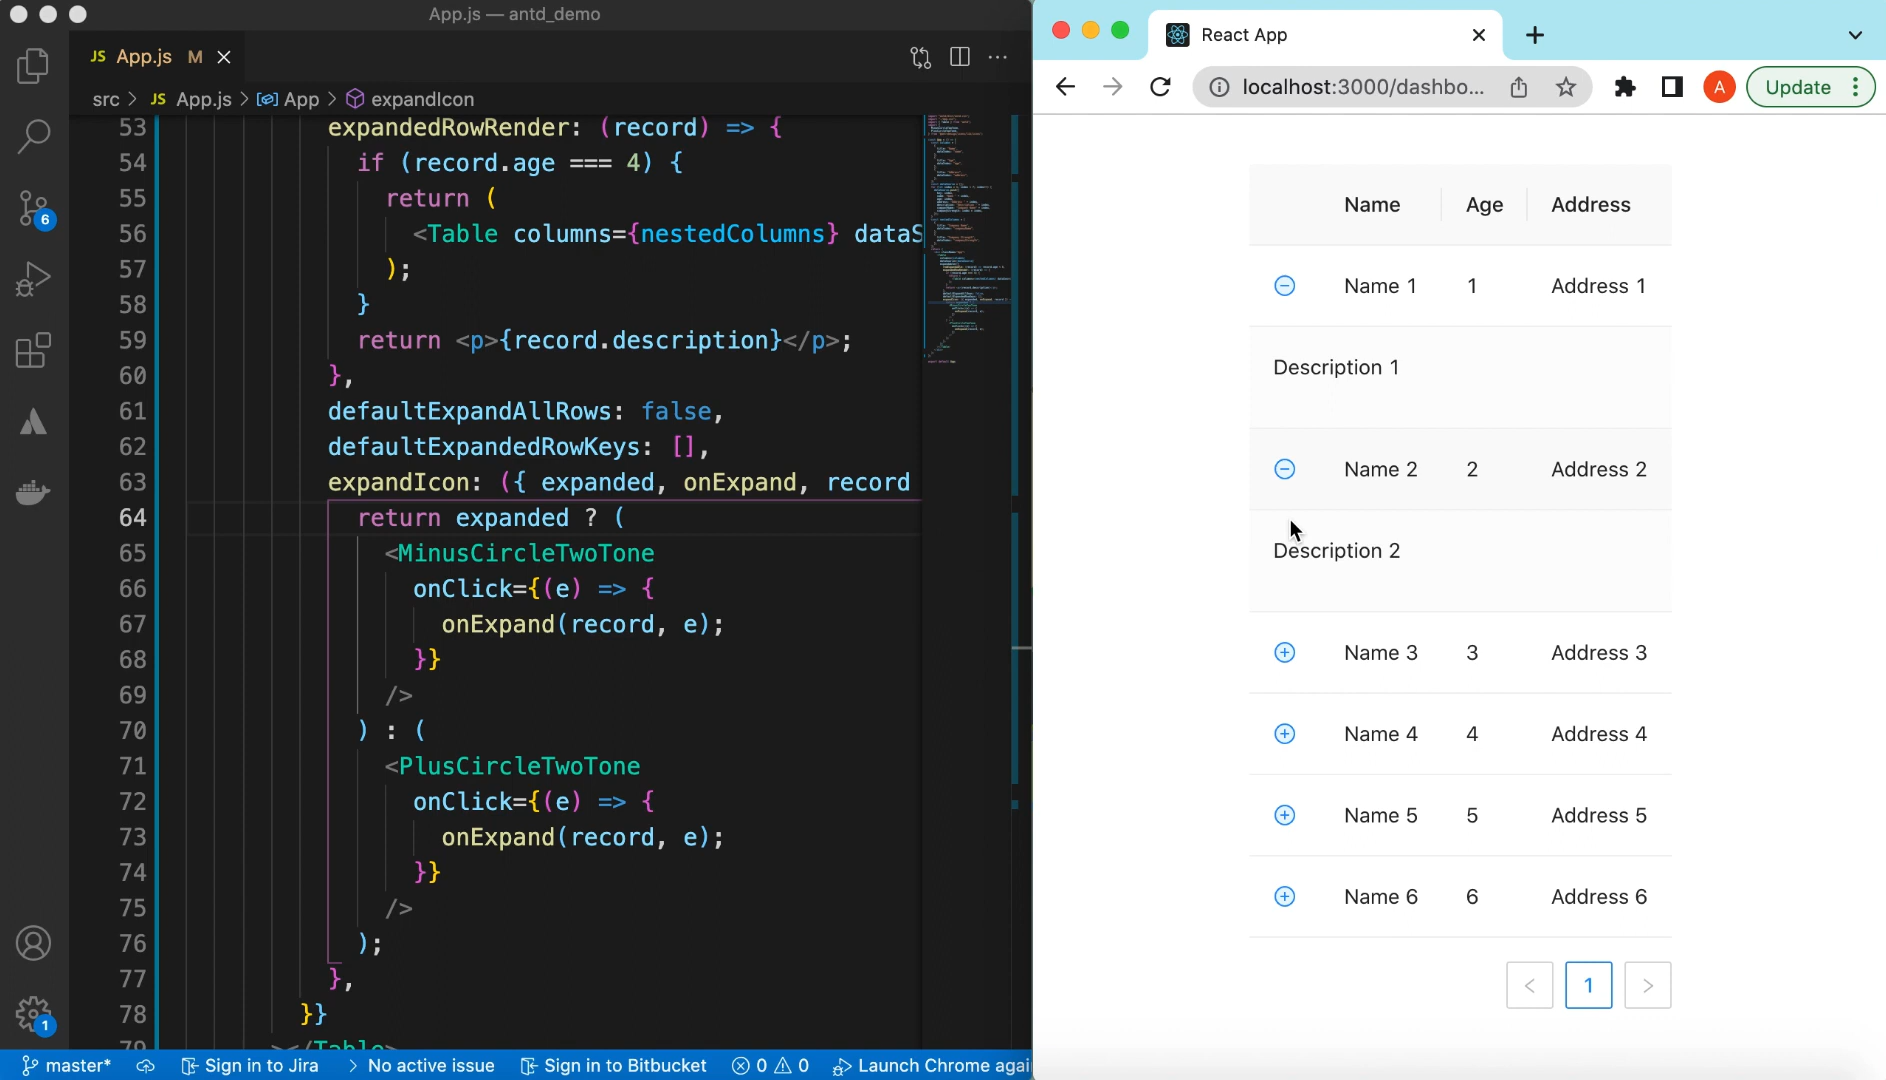 App.js — antd_demo
JS App.js M
src > JS App.js > App > expandIcon
53 expandedRowRender: (record) => {
54 if (record.age === 4) {
55 return (
56 <Table columns={nestedColumns} dataS
57 );
58 }
59 return <p>{record.description}</p>;
60 },
61 defaultExpandAllRows: false,
62 defaultExpandedRowKeys: [],
63 expandIcon: ({ expanded, onExpand, record
64 return expanded ? (
65 <MinusCircleTwoTone
66 onClick={(e) => {
67 onExpand(record, e);
68 }}
69 />
70 ) : (
71 <PlusCircleTwoTone
72 onClick={(e) => {
73 onExpand(record, e);
74 }}
75 />
76 );
77 },
78 }}
79 ></Table>
6
1
master* Sign in to Jira > No active issue Sign in to Bitbucket 0 0 Launch Chrome agai
React App
localhost:3000/dashbo... A Update
Name Age Address
Name 1 1 Address 1
Description 1
Name 2 2 Address 2
Description 2
Name 3 3 Address 3
Name 4 4 Address 4
Name 5 5 Address 5
Name 6 6 Address 6
< 1 >